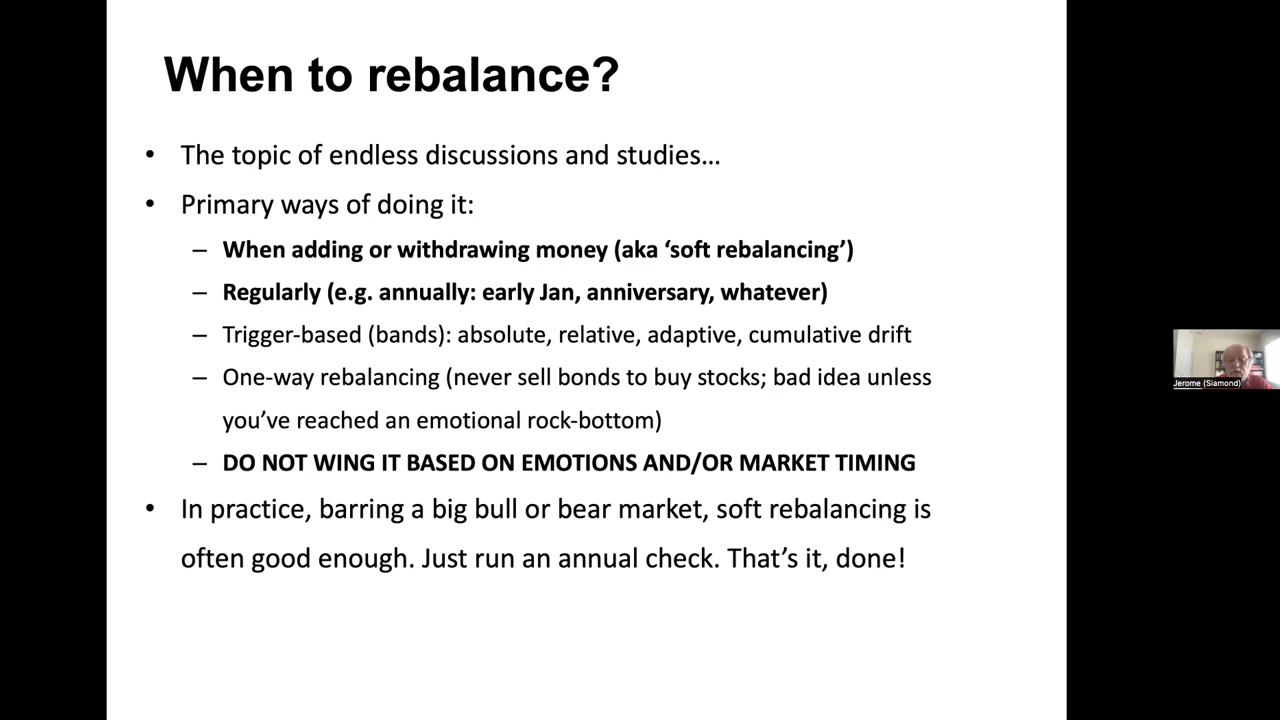 When to rebalance?
• The topic of endless discussions and studies…
• Primary ways of doing it:
– When adding or withdrawing money (aka ‘soft rebalancing’)
– Regularly (e.g. annually: early Jan, anniversary, whatever)
– Trigger-based (bands): absolute, relative, adaptive, cumulative drift
– One-way rebalancing (never sell bonds to buy stocks; bad idea unless
you’ve reached an emotional rock-bottom)
– DO NOT WING IT BASED ON EMOTIONS AND/OR MARKET TIMING
• In practice, barring a big bull or bear market, soft rebalancing is
often good enough. Just run an annual check. That’s it, done!
Jerome (Siamond)